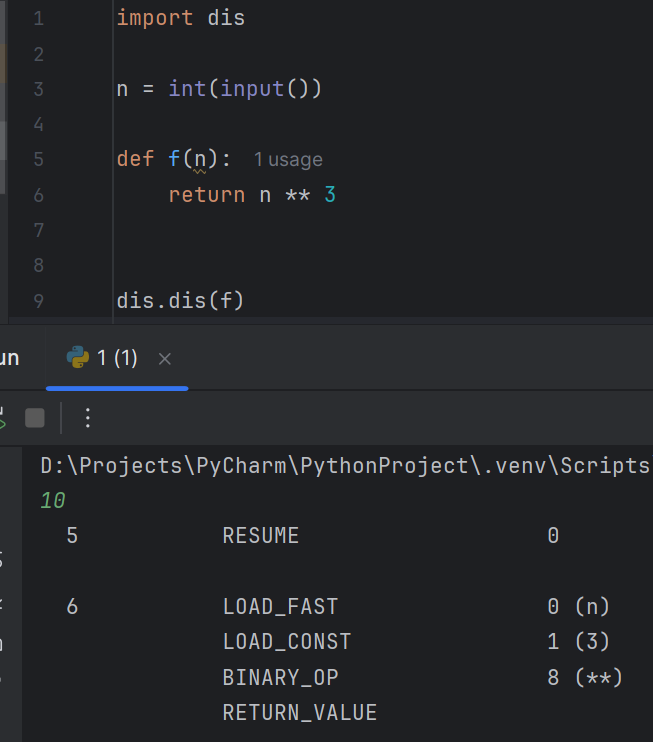 1 import dis
2
3 n = int(input())
4
5 def f(n): 1 usage
6 return n ** 3
7
8
9 dis.dis(f)
un 1 (1) ×
D:\Projects\PyCharm\PythonProject\.venv\Scripts
10
5 RESUME 0
6 LOAD_FAST 0 (n)
LOAD_CONST 1 (3)
BINARY_OP 8 (**)
RETURN_VALUE